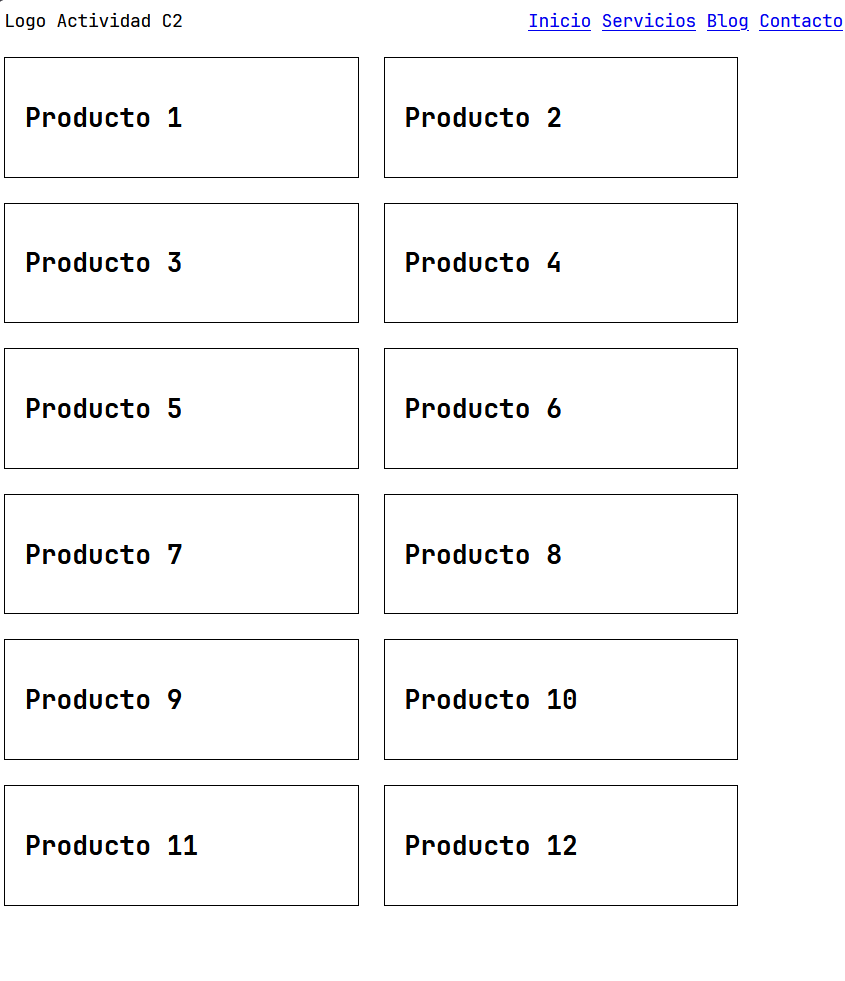 Logo Actividad C2
Inicio Servicios Blog Contacto
Producto 1
Producto 2
Producto 3
Producto 4
Producto 5
Producto 6
Producto 7
Producto 8
Producto 9
Producto 10
Producto 11
Producto 12